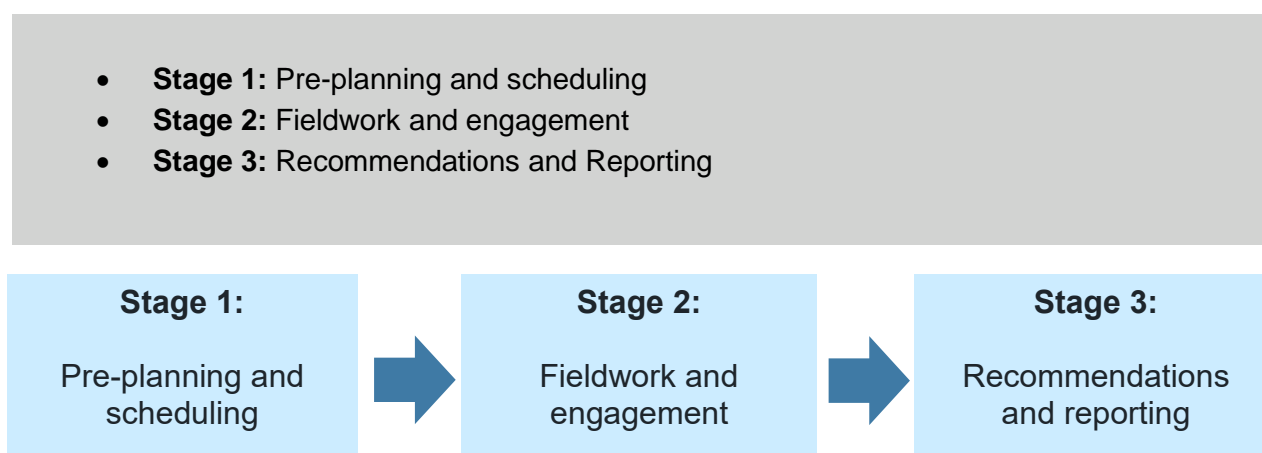 • Stage 1: Pre-planning and scheduling
• Stage 2: Fieldwork and engagement
• Stage 3: Recommendations and Reporting
Stage 1:
Pre-planning and
scheduling
Stage 2:
Fieldwork and
engagement
Stage 3:
Recommendations
and reporting